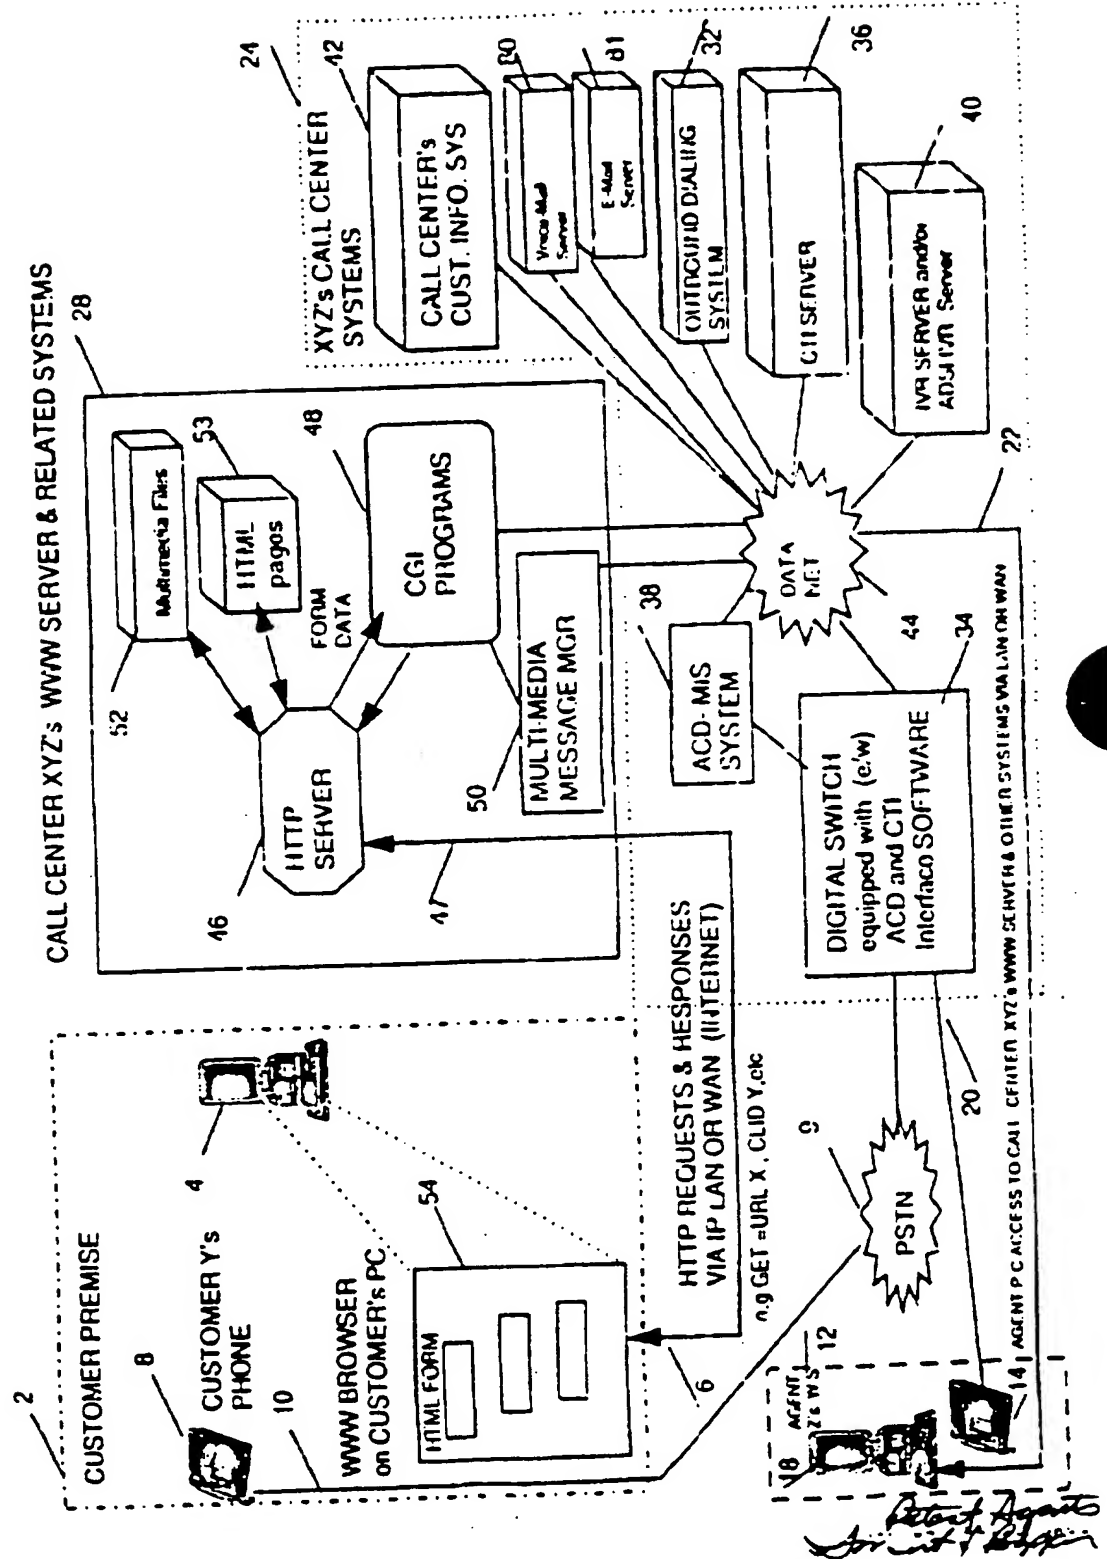 CALL CENTER XYZ's WWW SERVER & RELATED SYSTEMS
28
CUSTOMER PREMISE
2
8
CUSTOMER Y's
PHONE
4
10
WWW BROWSER
on CUSTOMER's PC
54
HTML FORM
6
52
Multimedia Files
53
HTML
pagos
FORM
DATA
48
CGI
PROGRAMS
46
HTTP
SERVER
47
50
MULTI-MEDIA
MESSAGE MGR
HTTP REQUESTS & RESPONSES
VIA IP LAN OR WAN (INTERNET)
e.g GET =URL X, CLID Y,etc
24
XYZ's CALL CENTER
SYSTEMS
42
CALL CENTER's
CUST. INFO. SYS
80
Voice-Mail
Server
81
E-Mail
Server
32
OUTBOUND DIALING
SYSTEM
36
CTI SERVER
40
IVR SERVER and/or
ADSI IVR Server
38
ACD- MIS
SYSTEM
DATA
NET
44
22
34
DIGITAL SWITCH
equipped with (e/w)
ACD and CTI
Interface SOFTWARE
9
PSTN
20
AGENT
Z's WS
12
18
14
AGENT PC ACCESS TO CALL CENTER XYZ's WWW SERVER & OTHER SYSTEMS VIA LAN OR WAN
Patent Agents